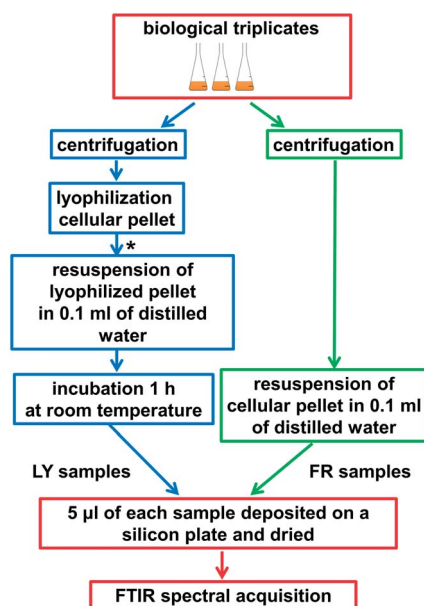 biological triplicates
centrifugation
centrifugation
lyophilization
cellular pellet
*
resuspension of
lyophilized pellet
in 0.1 ml of distilled
water
incubation 1 h
at room temperature
resuspension of
cellular pellet in 0.1 ml
of distilled water
LY samples
FR samples
5 µl of each sample deposited on a
silicon plate and dried
FTIR spectral acquisition